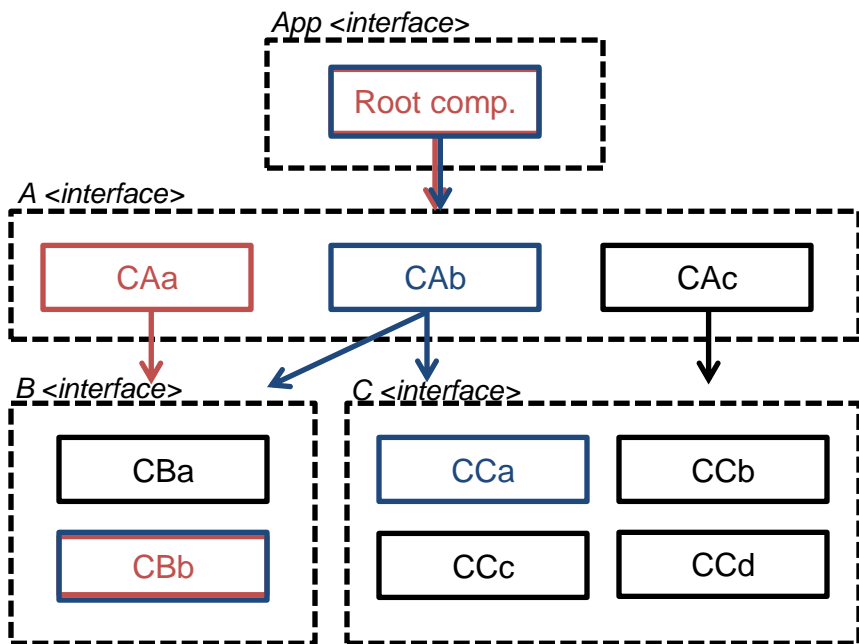 App <interface>
Root comp.
A <interface>
CAa
CAb
CAc
B <interface>
C <interface>
CBa
CCa
CCb
CBb
CCc
CCd